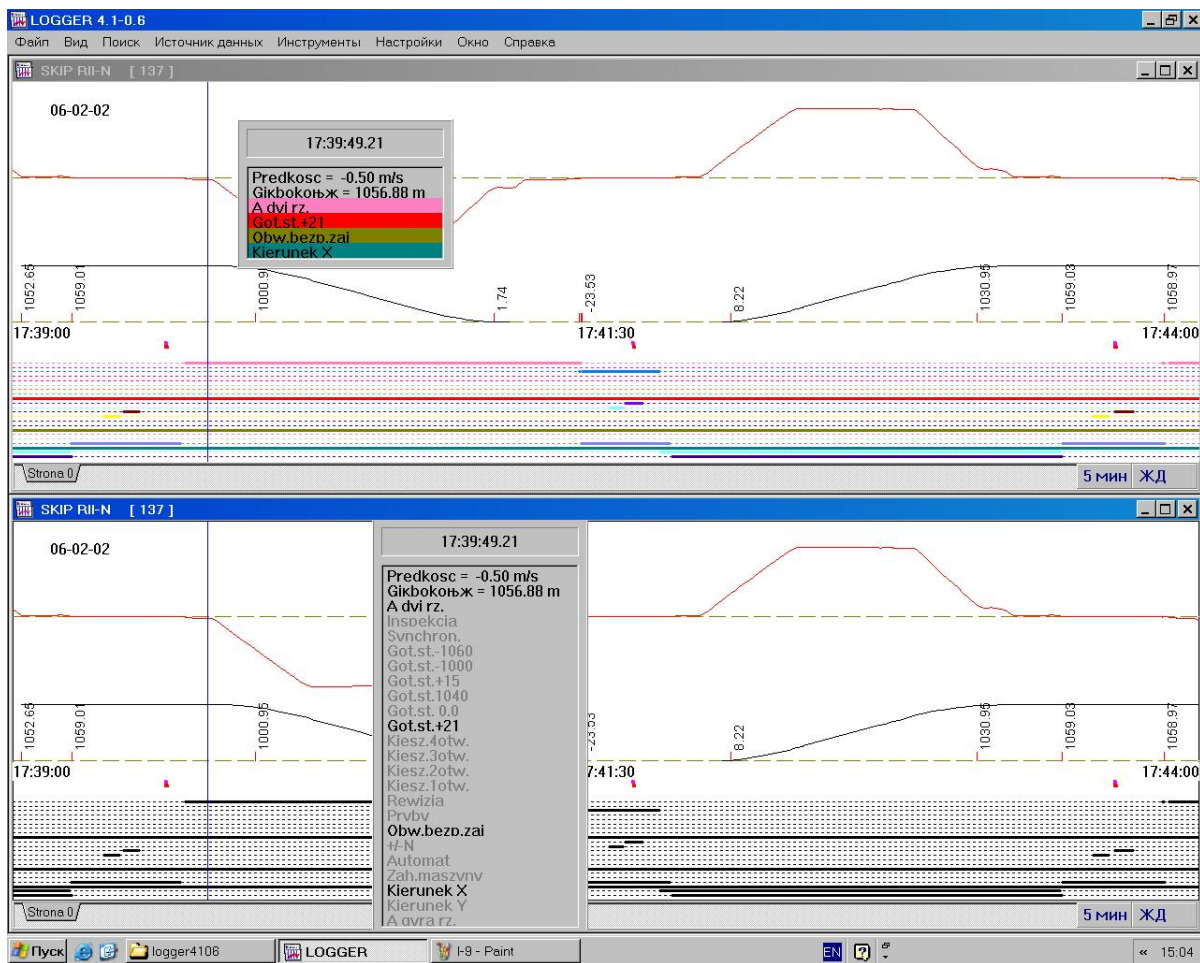 LOGGER 4.1-0.6
Файл Вид Поиск Источник данных Инструменты Настройки Окно Справка
SKIP RII-N [ 137 ]
06-02-02
17:39:49.21
Predkosc = -0.50 m/s
Gikbokoњж = 1056.88 m
A dvi rz.
Got.st.+21
Obw.bezp.zai
Kierunek X
1052.65
1059.01
1000.9
1.74
-23.53
8.22
1030.95
1059.03
1058.97
17:39:00
17:41:30
17:44:00
Strona 0
5 мин ЖД
SKIP RII-N [ 137 ]
06-02-02
17:39:49.21
Predkosc = -0.50 m/s
Gikbokoњж = 1056.88 m
A dvi rz.
Inspekcia
Synchron.
Got.st.-1060
Got.st.-1000
Got.st.+15
Got.st.1040
Got.st. 0.0
Got.st.+21
Kiesz.4otw.
Kiesz.3otw.
Kiesz.2otw.
Kiesz.1otw.
Rewizia
Prvbv
Obw.bezp.zai
+/-N
Automat
Zah.maszvnv
Kierunek X
Kierunek Y
A gvra rz.
1052.65
1059.01
1000.95
-23.53
8.22
1030.95
1059.03
1058.97
17:39:00
7:41:30
17:44:00
Strona 0
5 мин ЖД
Пуск logger4106 LOGGER I-9 - Paint EN « 15:04